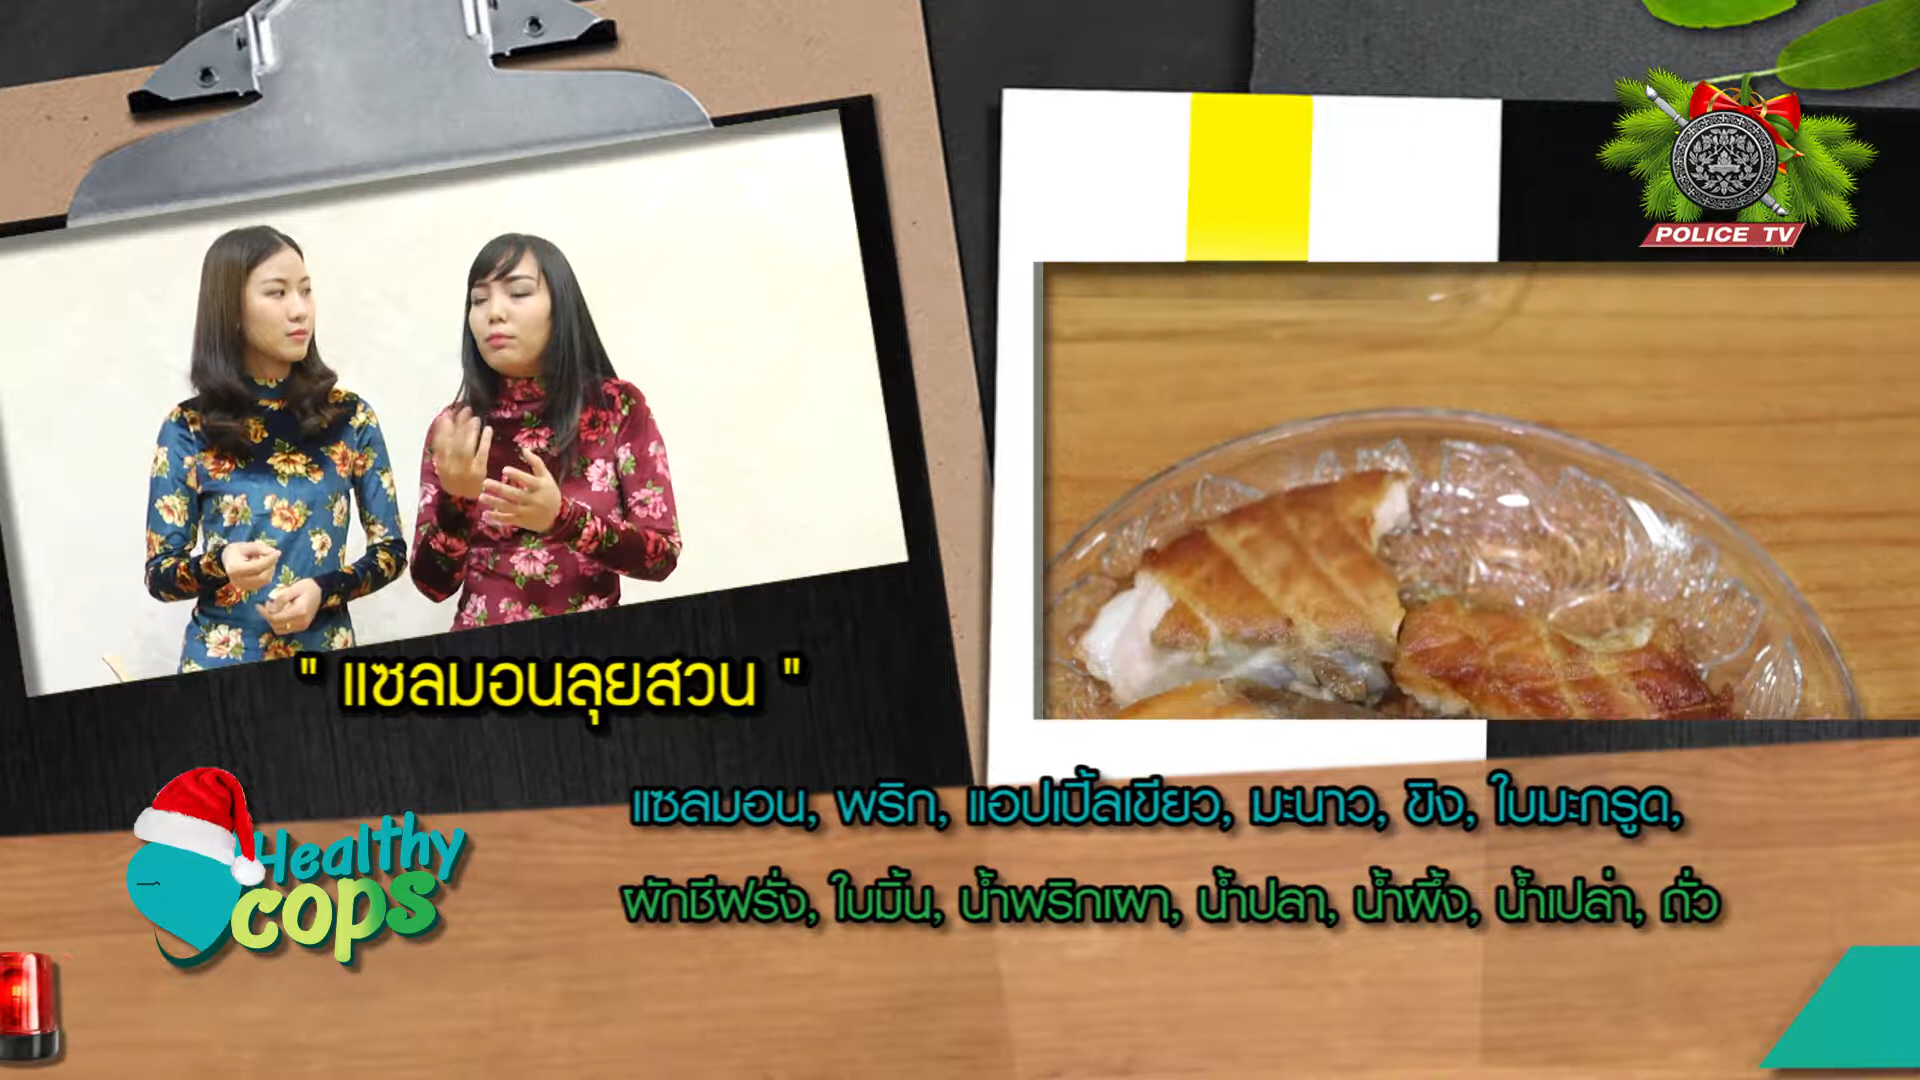 POLICE TV
" แซลมอนลุยสวน "
Healthy
cops
แซลมอน, พริก, แอปเปิ้ลเขียว, มะนาว, ขิง, ใบมะกรูด,
ผักชีฝรั่ง, ใบมิ้น, น้ำพริกเผา, น้ำปลา, น้ำผึ้ง, น้ำเปล่า, ถั่ว